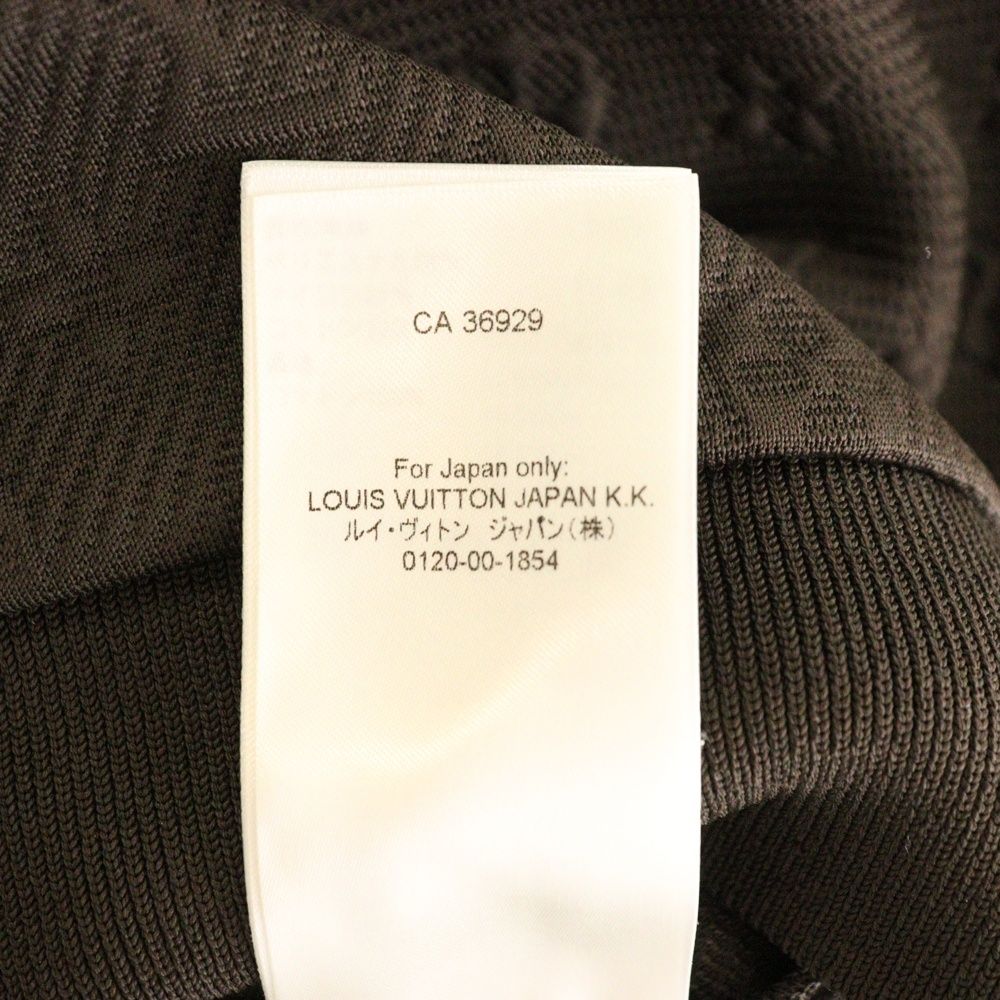 CA 36929
For Japan only:
LOUIS VUITTON JAPAN K.K.
ルイ・ヴィトン ジャパン(株)
0120-00-1854